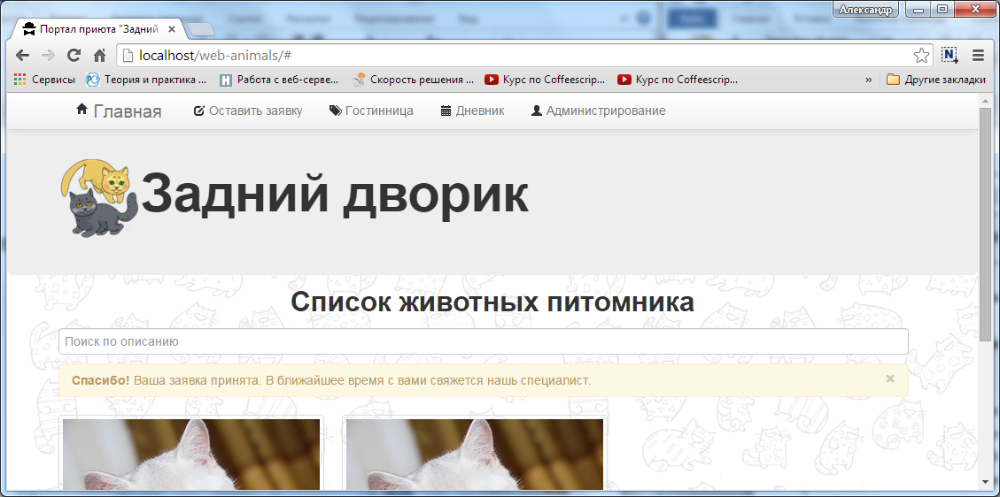 Александр
Портал приюта "Задний
localhost/web-animals/#
Сервисы Теория и практика ... Работа с веб-серве... Скорость решения ... Курс по Coffeescrip... Курс по Coffeescrip... » Другие закладки
Главная Оставить заявку Гостинница Дневник Администрирование
Задний дворик
Список животных питомника
Поиск по описанию
Спасибо! Ваша заявка принята. В ближайшее время с вами свяжется нашь специалист. ×